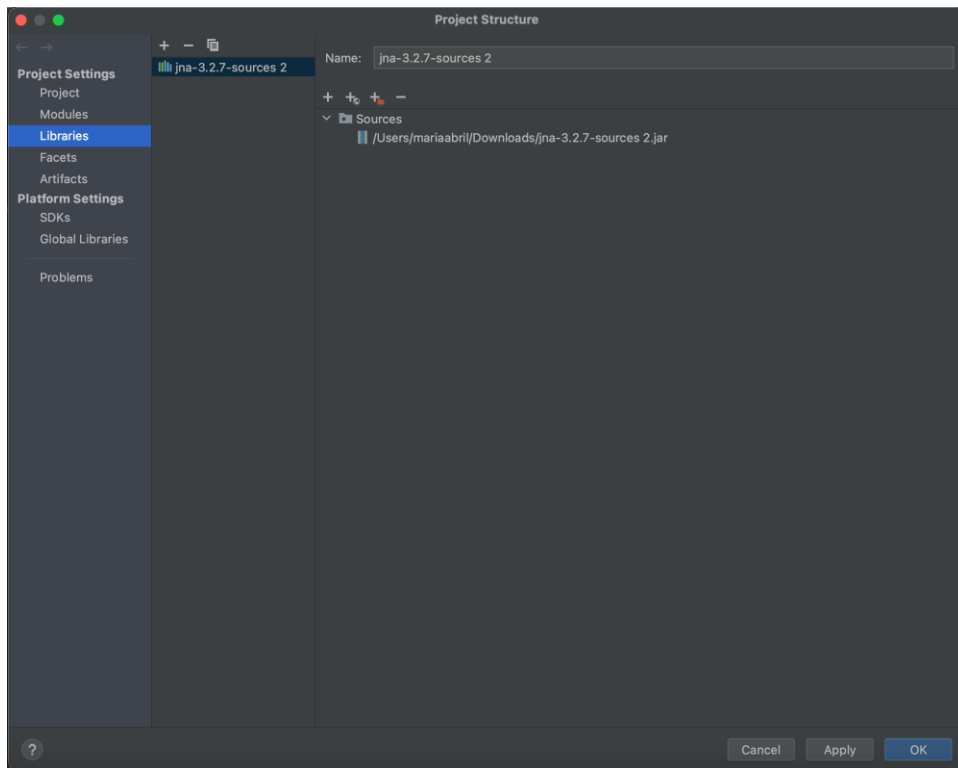 Project Structure
Project Settings
Project
Modules
Libraries
Facets
Artifacts
Platform Settings
SDKs
Global Libraries
Problems
jna-3.2.7-sources 2
Name: jna-3.2.7-sources 2
Sources
/Users/mariaabril/Downloads/jna-3.2.7-sources 2.jar
? Cancel Apply OK